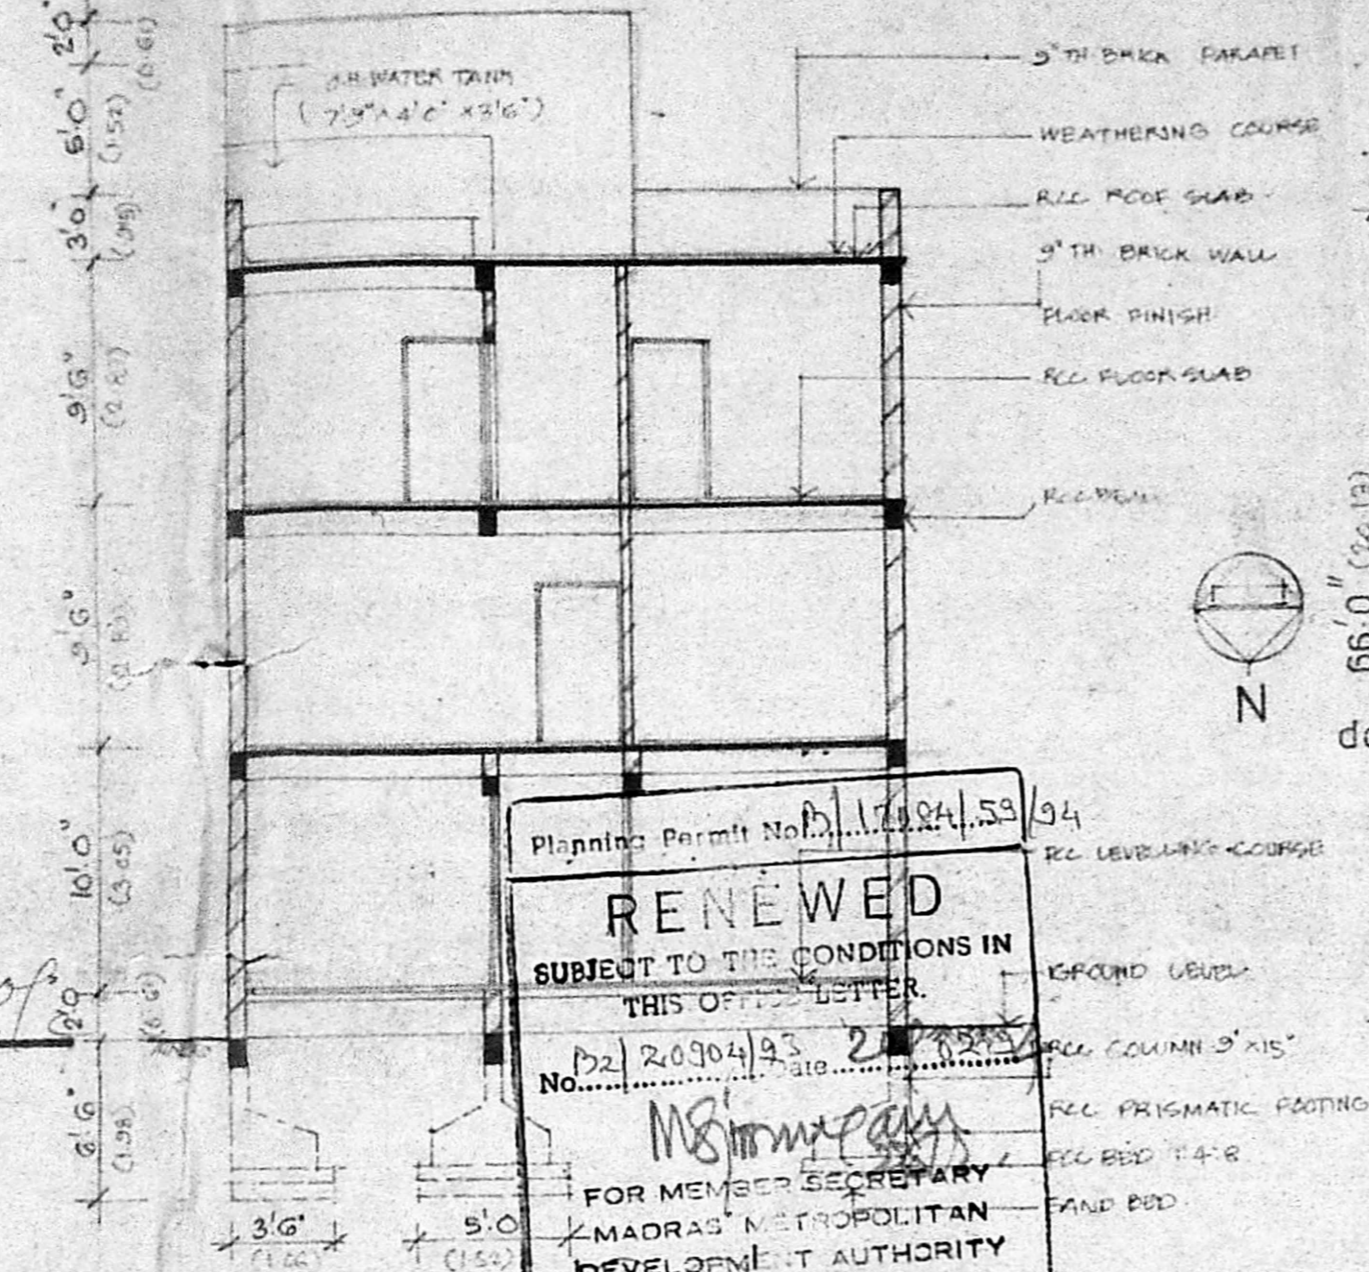 2'0"
(0.61)
5'0"
(1.52)
3'0"
9'6"
9'6"
10'.0"
(3.05)
2'0"
6'6"
(1.98)
O.H. WATER TANK
(7'9" x 4'0" x 3'6")
9" TH. BRICK PARAPET
WEATHERING COURSE
RCC ROOF SLAB
9" TH. BRICK WALL
FLOOR FINISH
RCC FLOOR SLAB
RCC BEAM
N
66'.0"
Planning Permit No. B/17084/59/94
RENEWED
SUBJECT TO THE CONDITIONS IN
THIS OFFICE LETTER.
No. B2/20904/93 Date
FOR MEMBER SECRETARY
MADRAS METROPOLITAN
DEVELOPMENT AUTHORITY
RCC LEVELLING COURSE
GROUND LEVEL
RCC COLUMN 9" x 15"
RCC PRISMATIC FOOTING
PCC BED 1:4:8
SAND BED
3'6"
5'.0
(1.52)